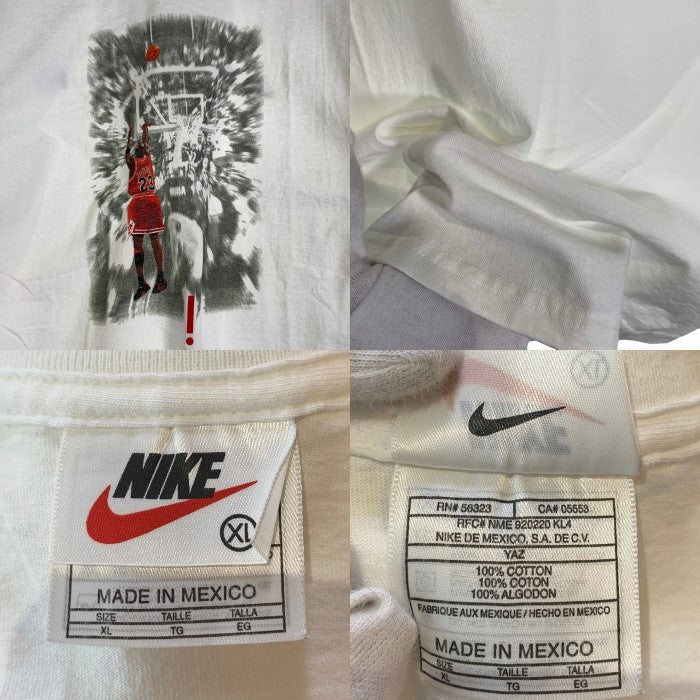 23
!
NIKE
XL
MADE IN MEXICO
SIZE TAILLE TALLA
XL TG EG
XL
RN# 56323 CA# 05553
RFC# NME 920220 KL4
NIKE DE MEXICO, S.A. DE C.V.
YAZ
100% COTTON
100% COTON
100% ALGODON
FABRIQUE AUX MEXIQUE / HECHO EN MEXICO
MADE IN MEXICO
SIZE TAILLE TALLA
XL TG EG